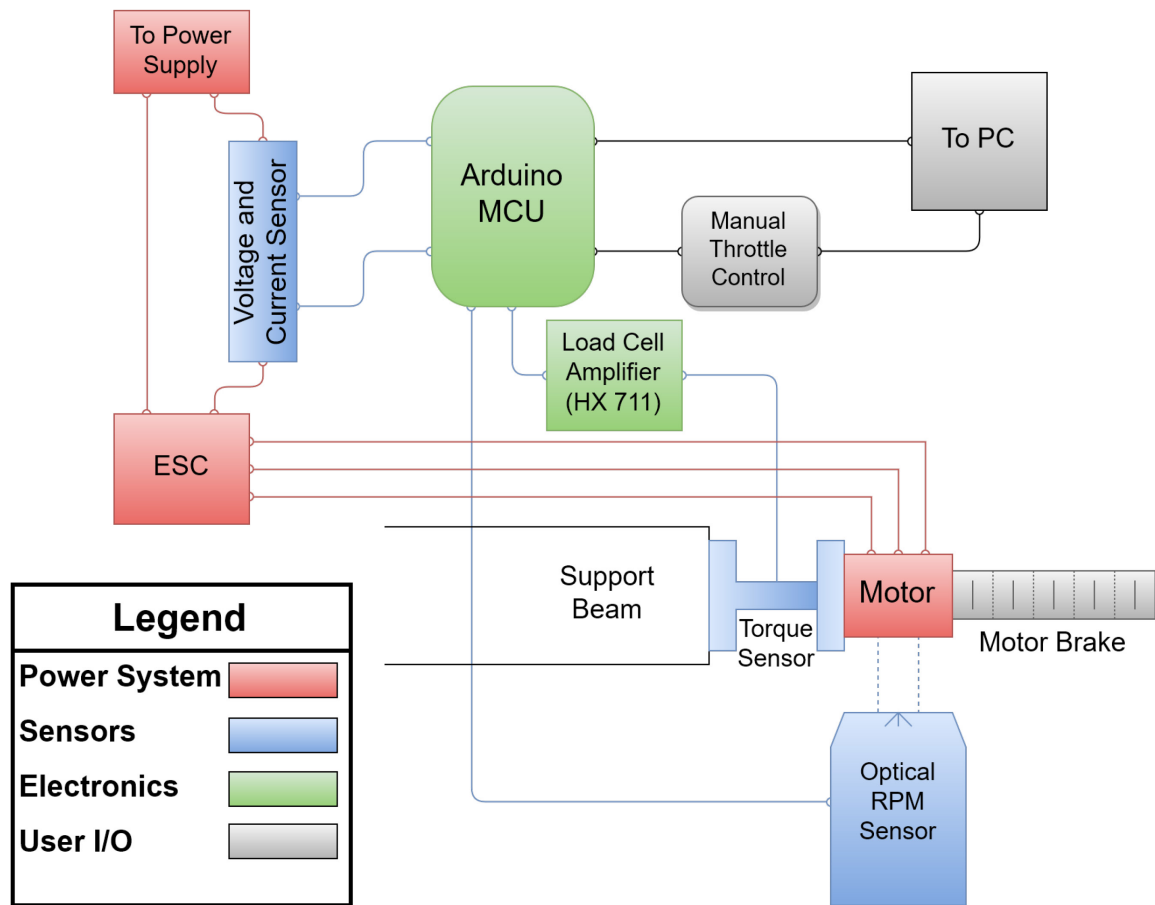 To Power
Supply
Voltage and
Current Sensor
Arduino
MCU
To PC
Manual
Throttle
Control
Load Cell
Amplifier
(HX 711)
ESC
Support
Beam
Torque
Sensor
Motor
Motor Brake
Optical
RPM
Sensor
Legend
Power System
Sensors
Electronics
User I/O